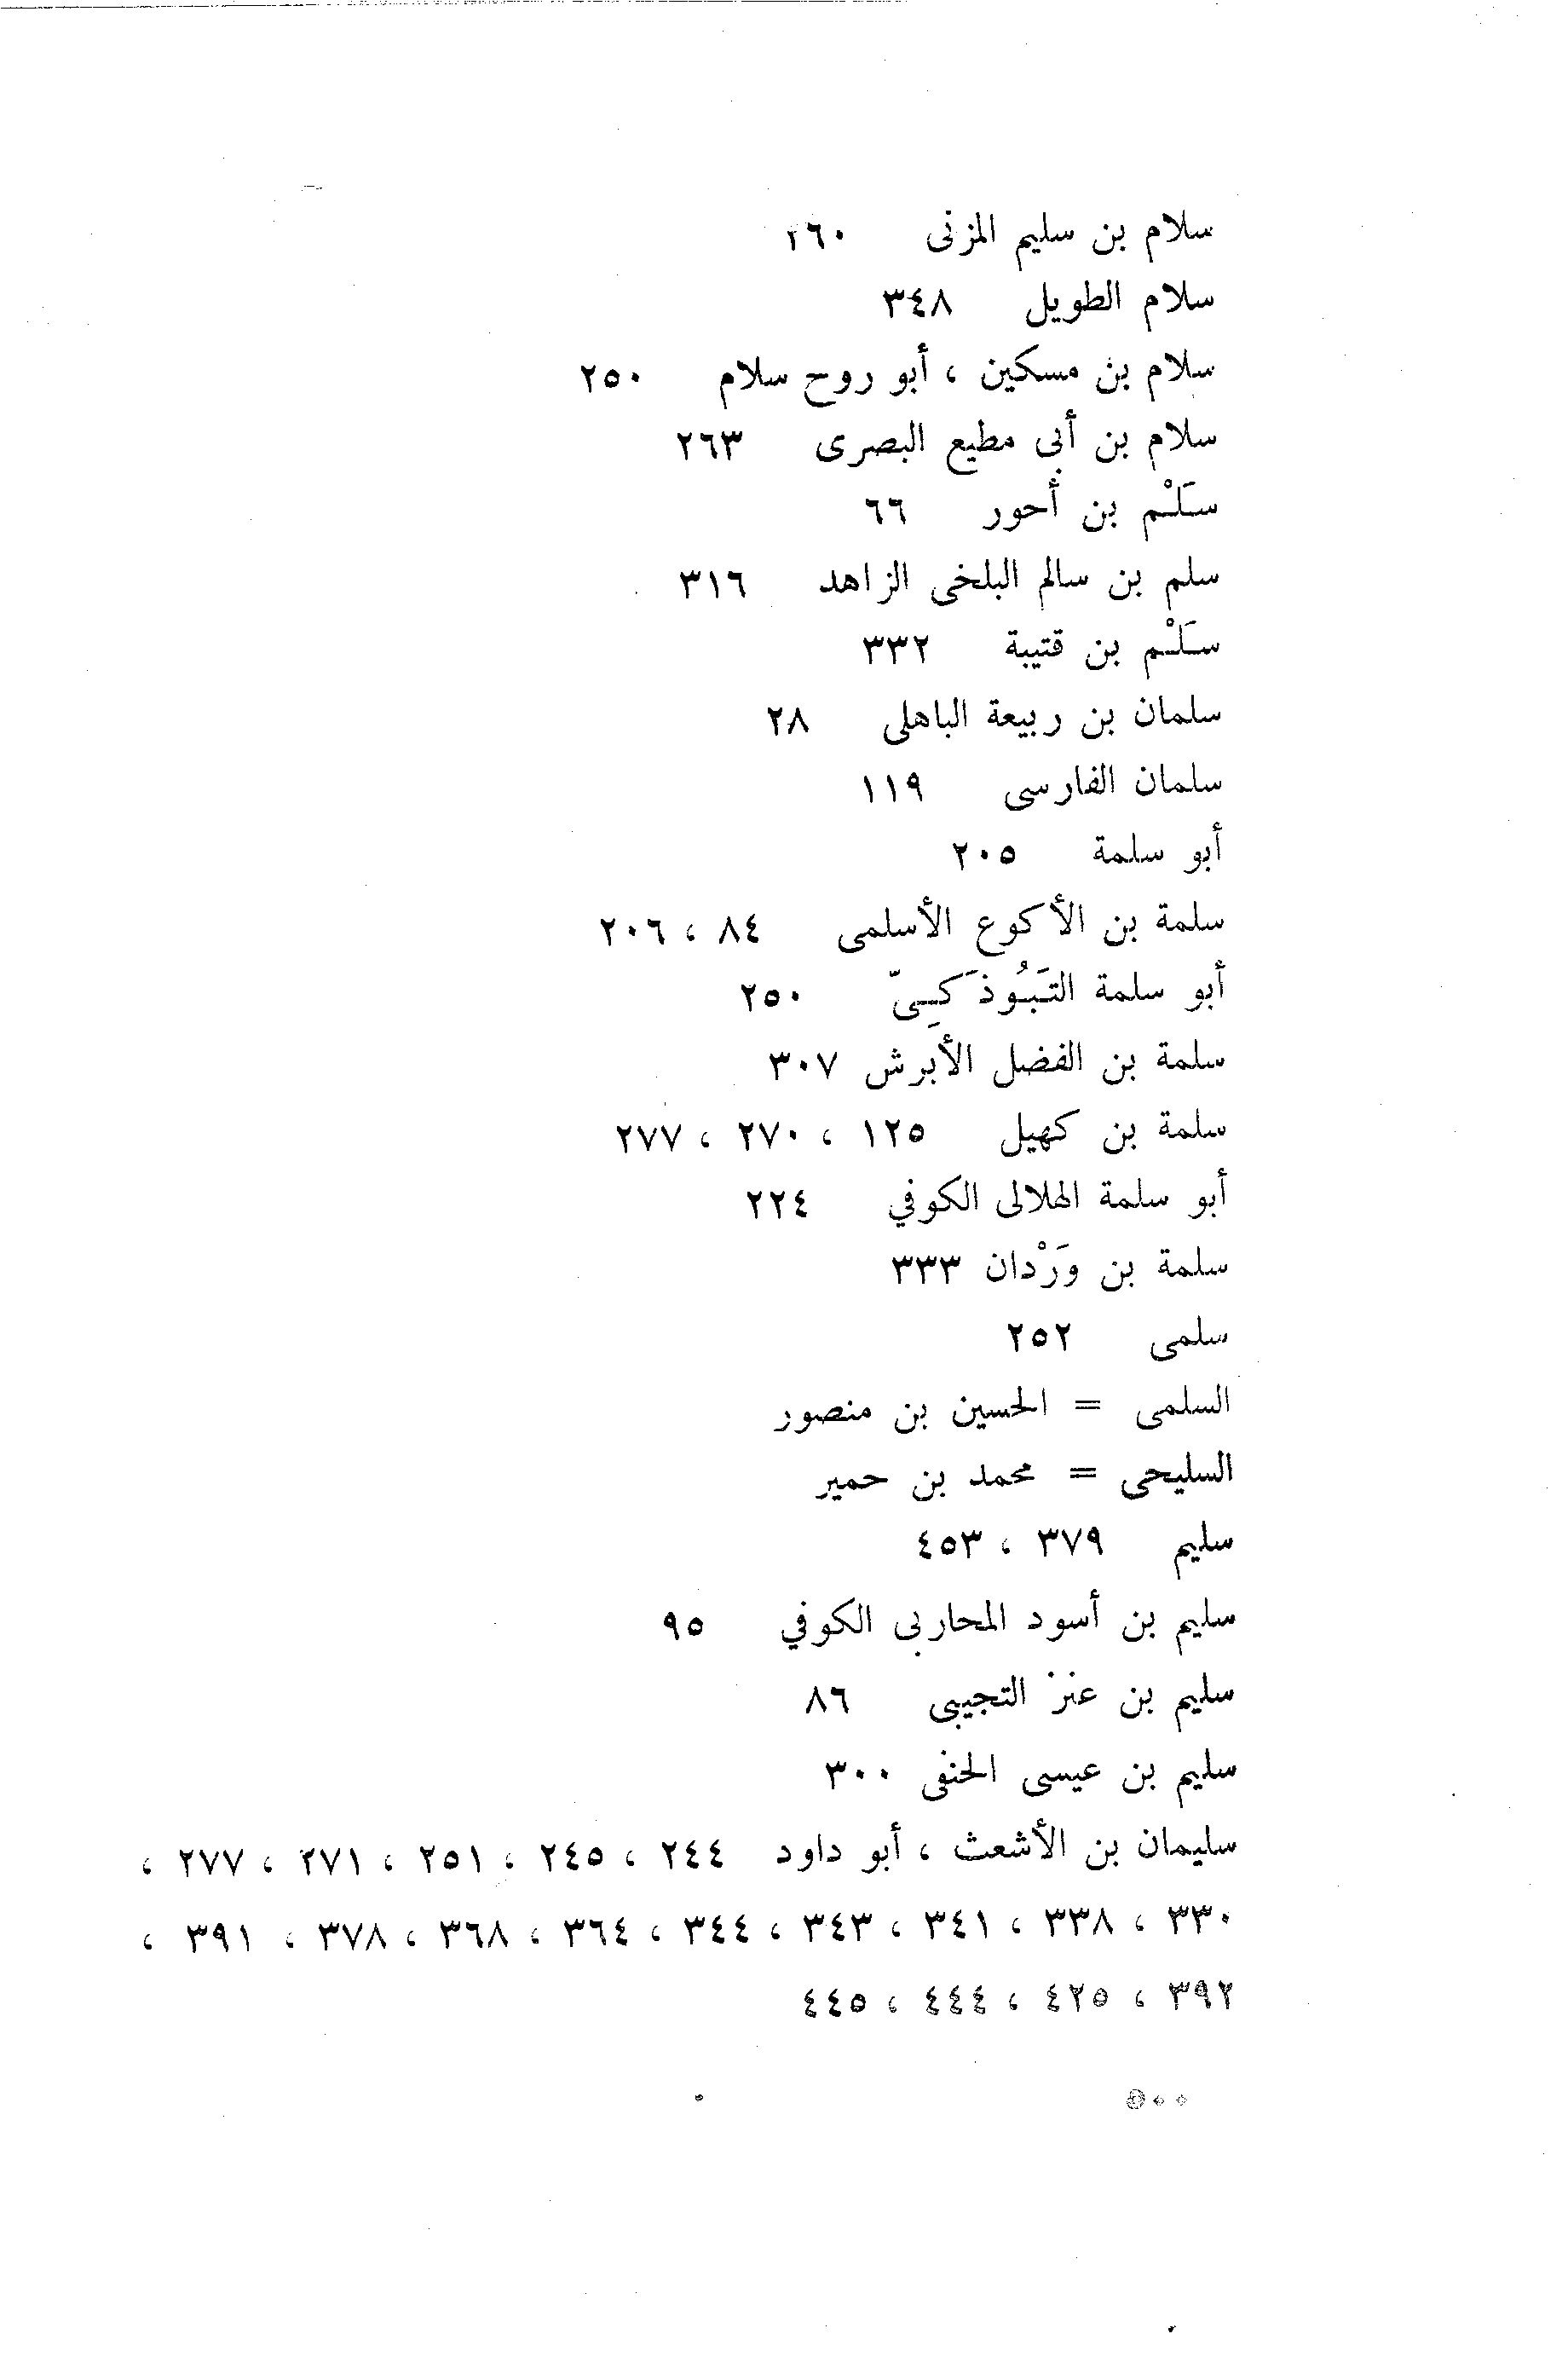 سلام بن سليم المزنى ٢٦٠
سلام الطويل ٣٤٨
سلام بن مسكين ، أبو روح سلام ٢٥٠
سلام بن أبى مطيع البصرى ٢٦٣
سَلْم بن أحور ٦٦
سلم بن سالم البلخى الزاهد ٣١٦
سَلْم بن قتيبة ٣٣٢
سلمان بن ربيعة الباهلى ٢٨
سلمان الفارسى ١١٩
أبو سلمة ٢٠٥
سلمة بن الأكوع الأسلمى ٨٤ ، ٢٠٦
أبو سلمة التَبُوذَكِىّ ٢٥٠
سلمة بن الفضل الأبرش ٣٠٧
سلمة بن كهيل ١٢٥ ، ٢٧٠ ، ٢٧٧
أبو سلمة الهلالى الكوفي ٢٢٤
سلمة بن وَرْدان ٣٣٣
سلمى ٢٥٢
السلمى = الحسين بن منصور
السليحى = محمد بن حمير
سليم ٣٧٩ ، ٤٥٣
سليم بن أسود المحاربى الكوفي ٩٥
سليم بن عنز التجيبى ٨٦
سليم بن عيسى الحنفى ٣٠٠
سليمان بن الأشعث ، أبو داود ٢٤٤ ، ٢٤٥ ، ٢٥١ ، ٢٧١ ، ٢٧٧ ،
٣٣٠ ، ٣٣٨ ، ٣٤١ ، ٣٤٣ ، ٣٤٤ ، ٣٦٤ ، ٣٦٨ ، ٣٧٨ ، ٣٩١ ،
٣٩٢ ، ٤٢٥ ، ٤٤٤ ، ٤٤٥
٥٠٠